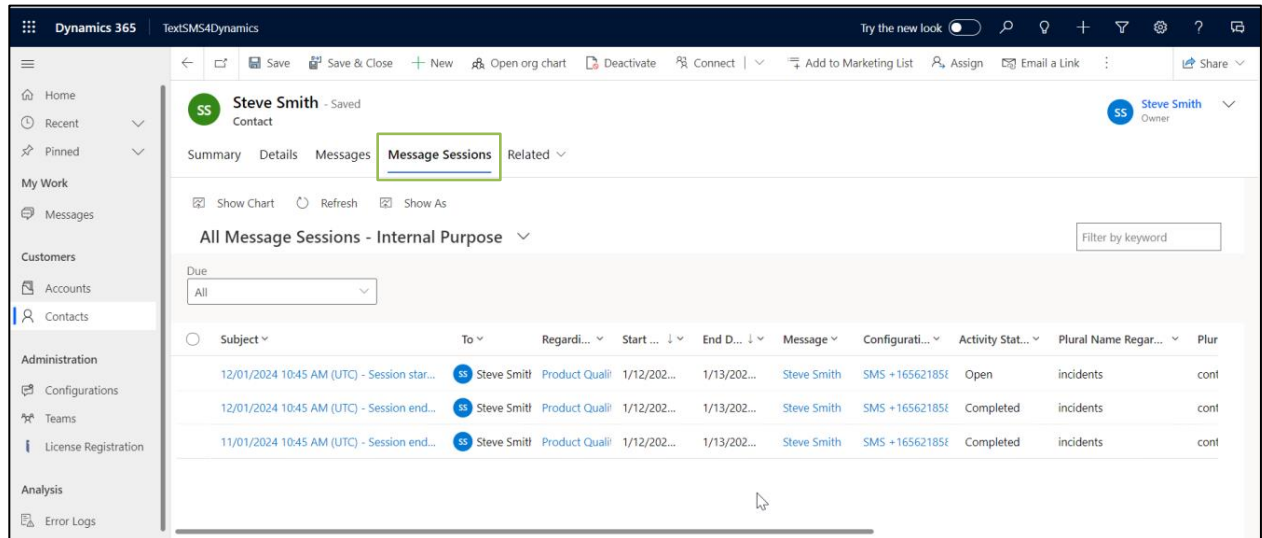 Dynamics 365 TextSMS4Dynamics Try the new look
Save Save & Close New Open org chart Deactivate Connect Add to Marketing List Assign Email a Link Share
Home
Recent
Pinned
My Work
Messages
Customers
Accounts
Contacts
Administration
Configurations
Teams
License Registration
Analysis
Error Logs
SS Steve Smith - Saved
Contact
SS Steve Smith
Owner
Summary Details Messages Message Sessions Related
Show Chart Refresh Show As
All Message Sessions - Internal Purpose
Filter by keyword
Due
All
Subject To Regardi... Start ... End D... Message Configurati... Activity Stat... Plural Name Regar... Plur
12/01/2024 10:45 AM (UTC) - Session star... SS Steve Smith Product Quali 1/12/202... 1/13/202... Steve Smith SMS +165621858 Open incidents cont
12/01/2024 10:45 AM (UTC) - Session end... SS Steve Smith Product Quali 1/12/202... 1/13/202... Steve Smith SMS +165621858 Completed incidents cont
11/01/2024 10:45 AM (UTC) - Session end... SS Steve Smith Product Quali 1/12/202... 1/13/202... Steve Smith SMS +165621858 Completed incidents cont